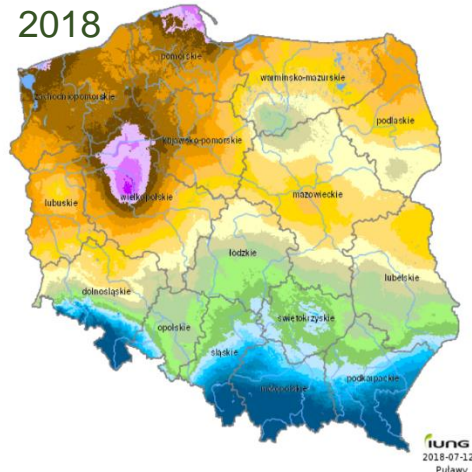 2018
pomorskie
warmińsko-mazurskie
zachodniopomorskie
podlaskie
kujawsko-pomorskie
wielkopolskie
mazowieckie
lubuskie
łódzkie
lubelskie
dolnośląskie
opolskie
świętokrzyskie
śląskie
podkarpackie
małopolskie
IUNG
2018-07-12
Puławy